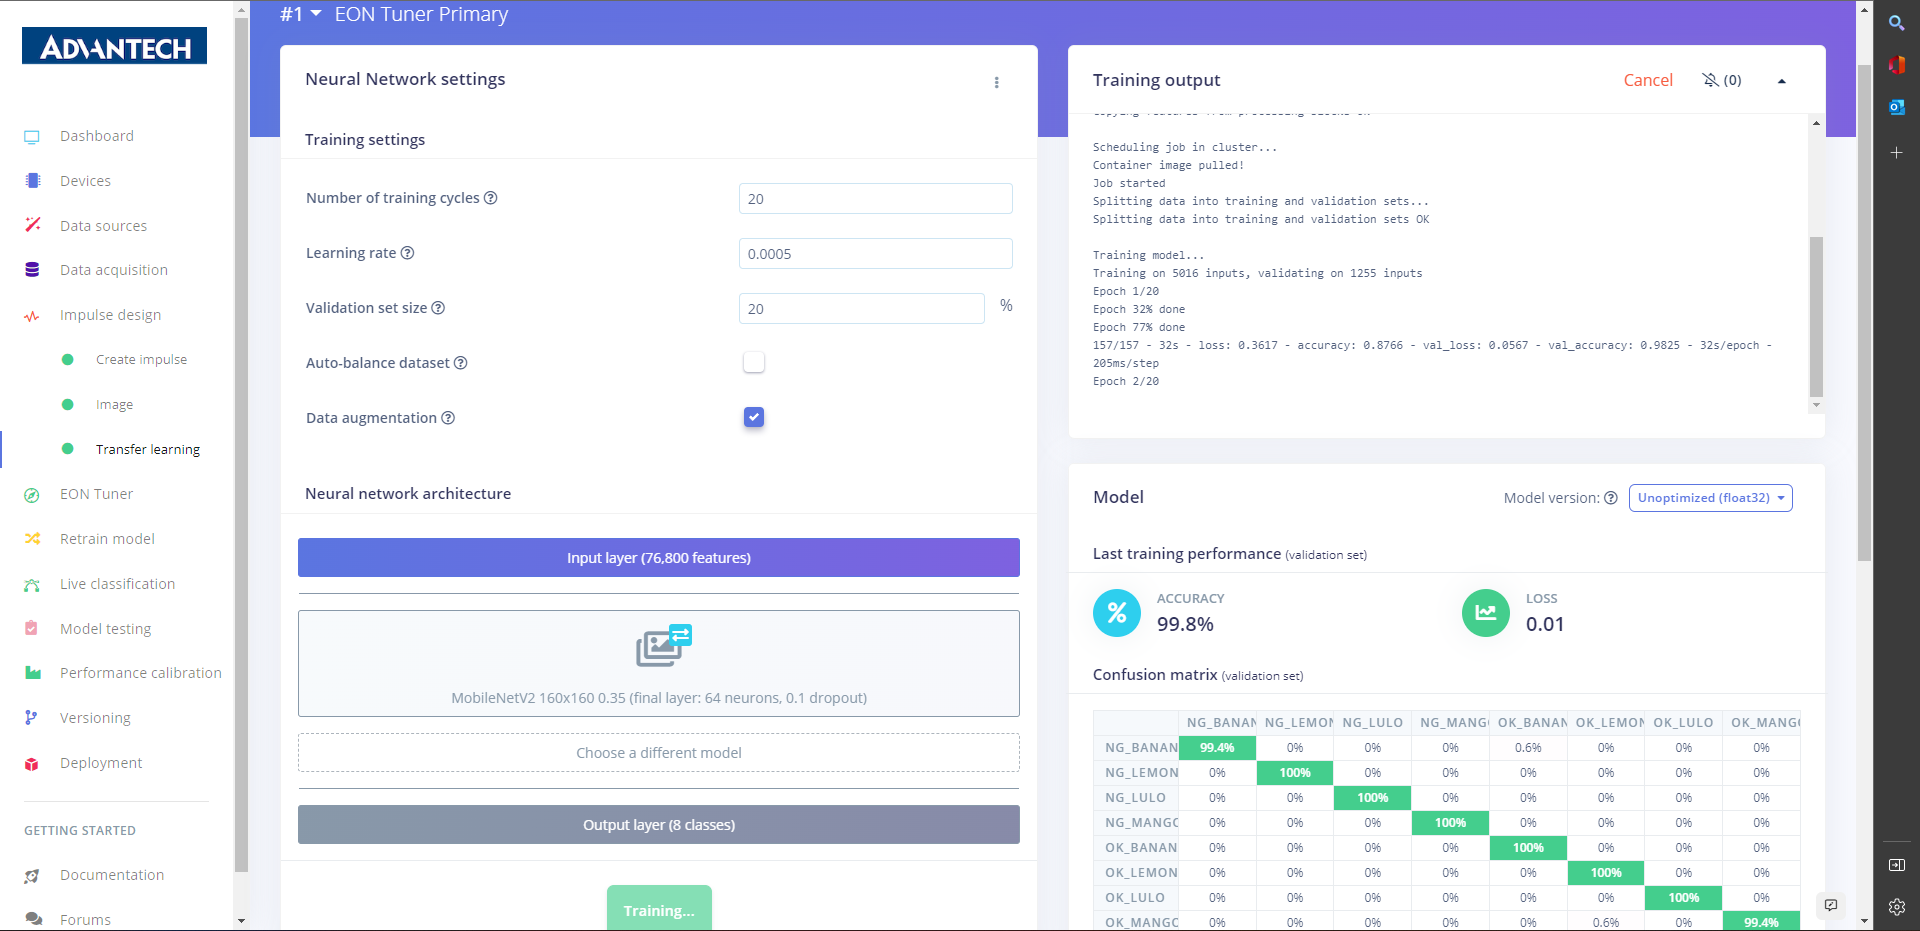 ADVANTECH
Dashboard
Devices
Data sources
Data acquisition
Impulse design
Create impulse
Image
Transfer learning
EON Tuner
Retrain model
Live classification
Model testing
Performance calibration
Versioning
Deployment
GETTING STARTED
Documentation
Forums
#1 EON Tuner Primary
Neural Network settings
Training settings
Number of training cycles
20
Learning rate
0.0005
Validation set size
20
%
Auto-balance dataset
Data augmentation
Neural network architecture
Input layer (76,800 features)
MobileNetV2 160x160 0.35 (final layer: 64 neurons, 0.1 dropout)
Choose a different model
Output layer (8 classes)
Training...
Training output
Cancel
(0)
Copying features from processing blocks OK
Scheduling job in cluster...
Container image pulled!
Job started
Splitting data into training and validation sets...
Splitting data into training and validation sets OK
Training model...
Training on 5016 inputs, validating on 1255 inputs
Epoch 1/20
Epoch 32% done
Epoch 77% done
157/157 - 32s - loss: 0.3617 - accuracy: 0.8766 - val_loss: 0.0567 - val_accuracy: 0.9825 - 32s/epoch -
205ms/step
Epoch 2/20
Model
Model version:
Unoptimized (float32)
Last training performance (validation set)
%
ACCURACY
99.8%
LOSS
0.01
Confusion matrix (validation set)
NG_BANAN NG_LEMON NG_LULO NG_MANGO OK_BANAN OK_LEMON OK_LULO OK_MANGO
NG_BANAN 99.4% 0% 0% 0% 0.6% 0% 0% 0%
NG_LEMON 0% 100% 0% 0% 0% 0% 0% 0%
NG_LULO 0% 0% 100% 0% 0% 0% 0% 0%
NG_MANGO 0% 0% 0% 100% 0% 0% 0% 0%
OK_BANAN 0% 0% 0% 0% 100% 0% 0% 0%
OK_LEMON 0% 0% 0% 0% 0% 100% 0% 0%
OK_LULO 0% 0% 0% 0% 0% 0% 100% 0%
OK_MANGO 0% 0% 0% 0% 0% 0.6% 0% 99.4%